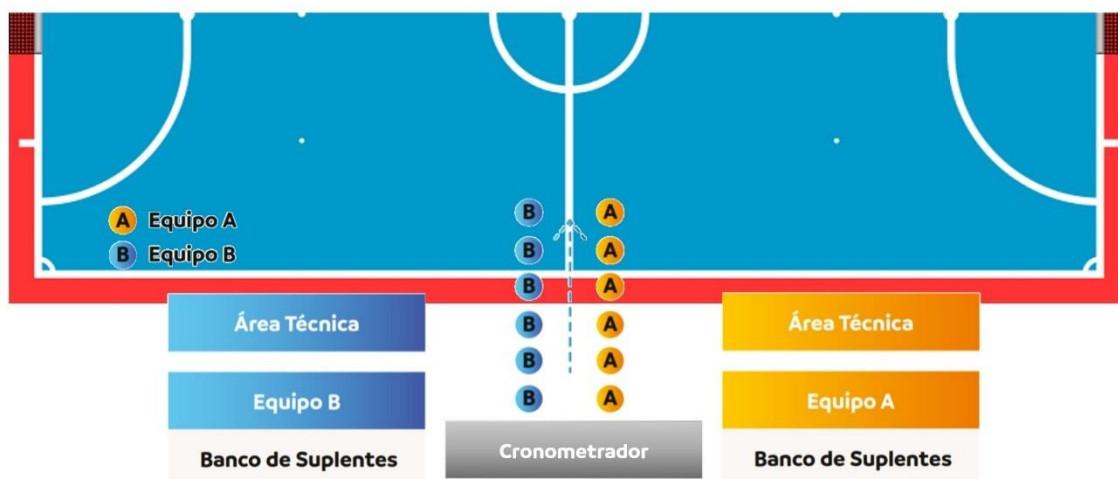 A Equipo A
B Equipo B
B A
B A
B A
B A
B A
B A
Área Técnica
Equipo B
Banco de Suplentes
Cronometrador
Área Técnica
Equipo A
Banco de Suplentes